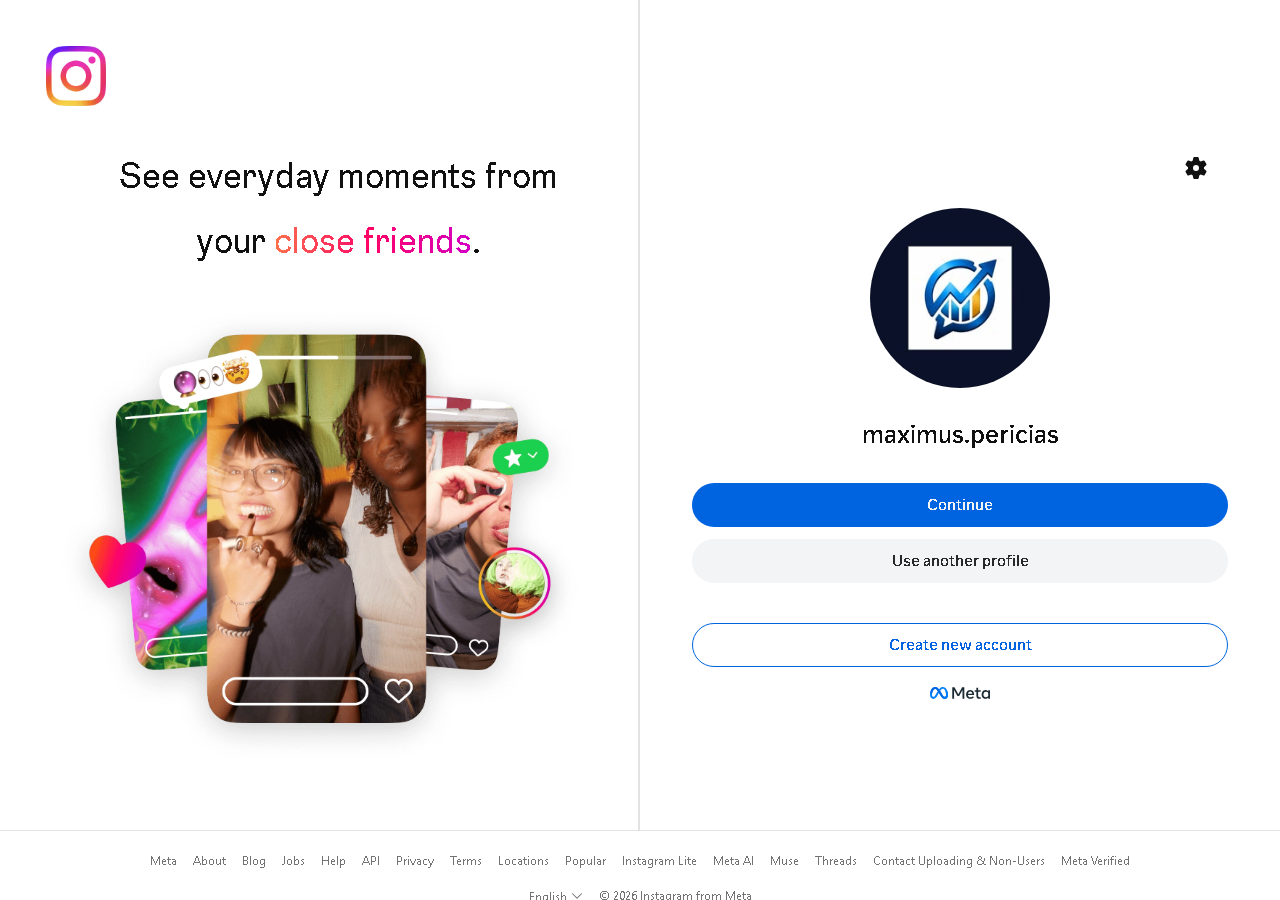 See everyday moments from
your close friends.
maximus.pericias
Continue
Use another profile
Create new account
Meta
Meta About Blog Jobs Help API Privacy Terms Locations Popular Instagram Lite Meta AI Muse Threads Contact Uploading & Non-Users Meta Verified
English © 2026 Instagram from Meta